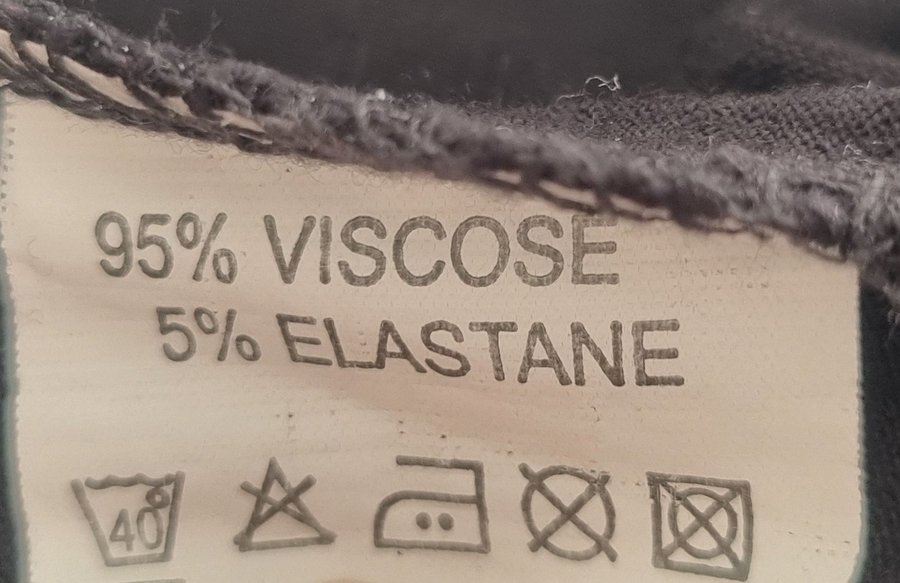 95% VISCOSE
5% ELASTANE
40°